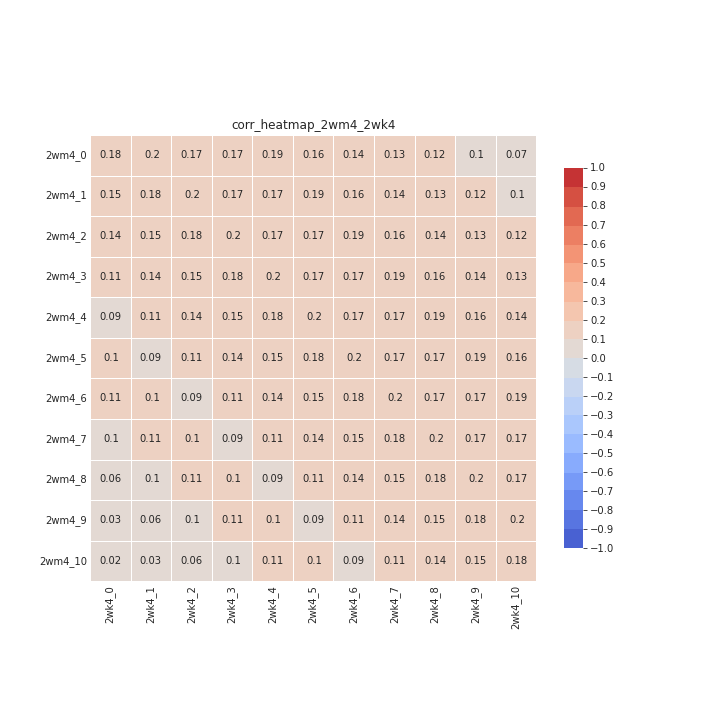 corr_heatmap_2wm4_2wk4
2wm4_0 0.18 0.2 0.17 0.17 0.19 0.16 0.14 0.13 0.12 0.1 0.07
2wm4_1 0.15 0.18 0.2 0.17 0.17 0.19 0.16 0.14 0.13 0.12 0.1
2wm4_2 0.14 0.15 0.18 0.2 0.17 0.17 0.19 0.16 0.14 0.13 0.12
2wm4_3 0.11 0.14 0.15 0.18 0.2 0.17 0.17 0.19 0.16 0.14 0.13
2wm4_4 0.09 0.11 0.14 0.15 0.18 0.2 0.17 0.17 0.19 0.16 0.14
2wm4_5 0.1 0.09 0.11 0.14 0.15 0.18 0.2 0.17 0.17 0.19 0.16
2wm4_6 0.11 0.1 0.09 0.11 0.14 0.15 0.18 0.2 0.17 0.17 0.19
2wm4_7 0.1 0.11 0.1 0.09 0.11 0.14 0.15 0.18 0.2 0.17 0.17
2wm4_8 0.06 0.1 0.11 0.1 0.09 0.11 0.14 0.15 0.18 0.2 0.17
2wm4_9 0.03 0.06 0.1 0.11 0.1 0.09 0.11 0.14 0.15 0.18 0.2
2wm4_10 0.02 0.03 0.06 0.1 0.11 0.1 0.09 0.11 0.14 0.15 0.18
2wk4_0 2wk4_1 2wk4_2 2wk4_3 2wk4_4 2wk4_5 2wk4_6 2wk4_7 2wk4_8 2wk4_9 2wk4_10
1.0
0.9
0.8
0.7
0.6
0.5
0.4
0.3
0.2
0.1
0.0
−0.1
−0.2
−0.3
−0.4
−0.5
−0.6
−0.7
−0.8
−0.9
−1.0